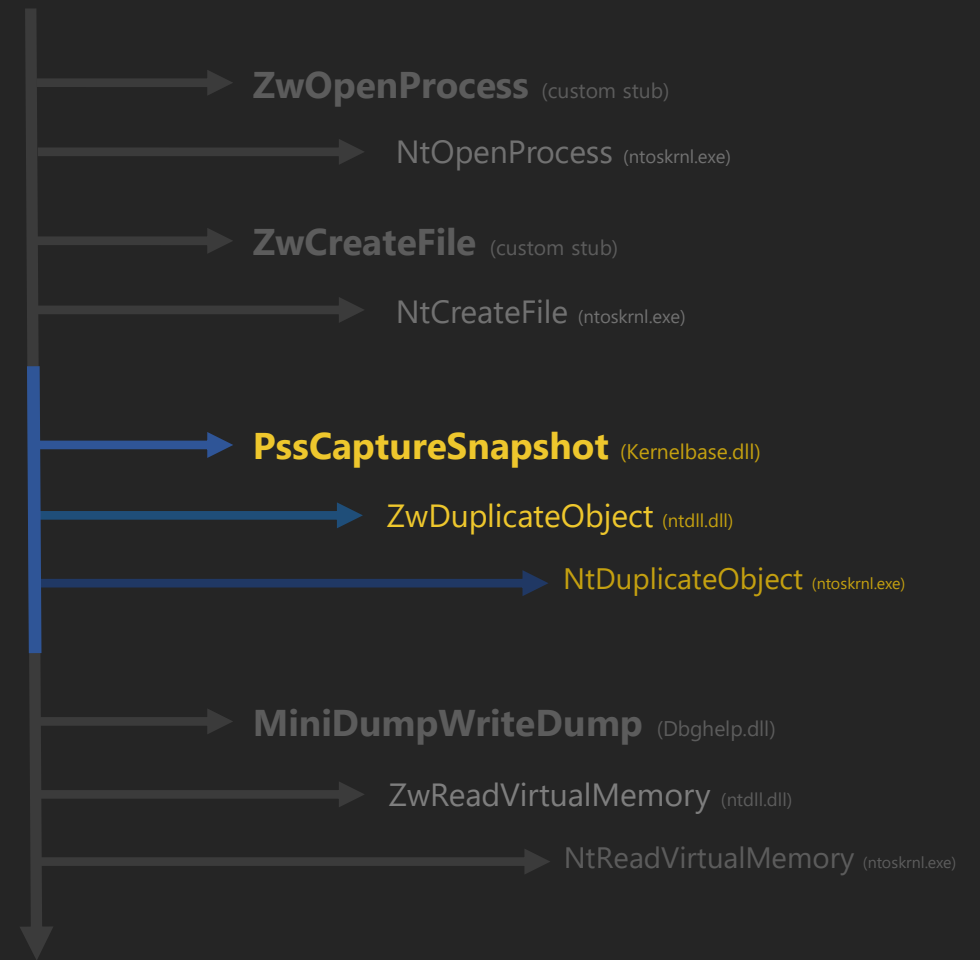 ZwOpenProcess (custom stub)
NtOpenProcess (ntoskrnl.exe)
ZwCreateFile (custom stub)
NtCreateFile (ntoskrnl.exe)
PssCaptureSnapshot (Kernelbase.dll)
ZwDuplicateObject (ntdll.dll)
NtDuplicateObject (ntoskrnl.exe)
MiniDumpWriteDump (Dbghelp.dll)
ZwReadVirtualMemory (ntdll.dll)
NtReadVirtualMemory (ntoskrnl.exe)